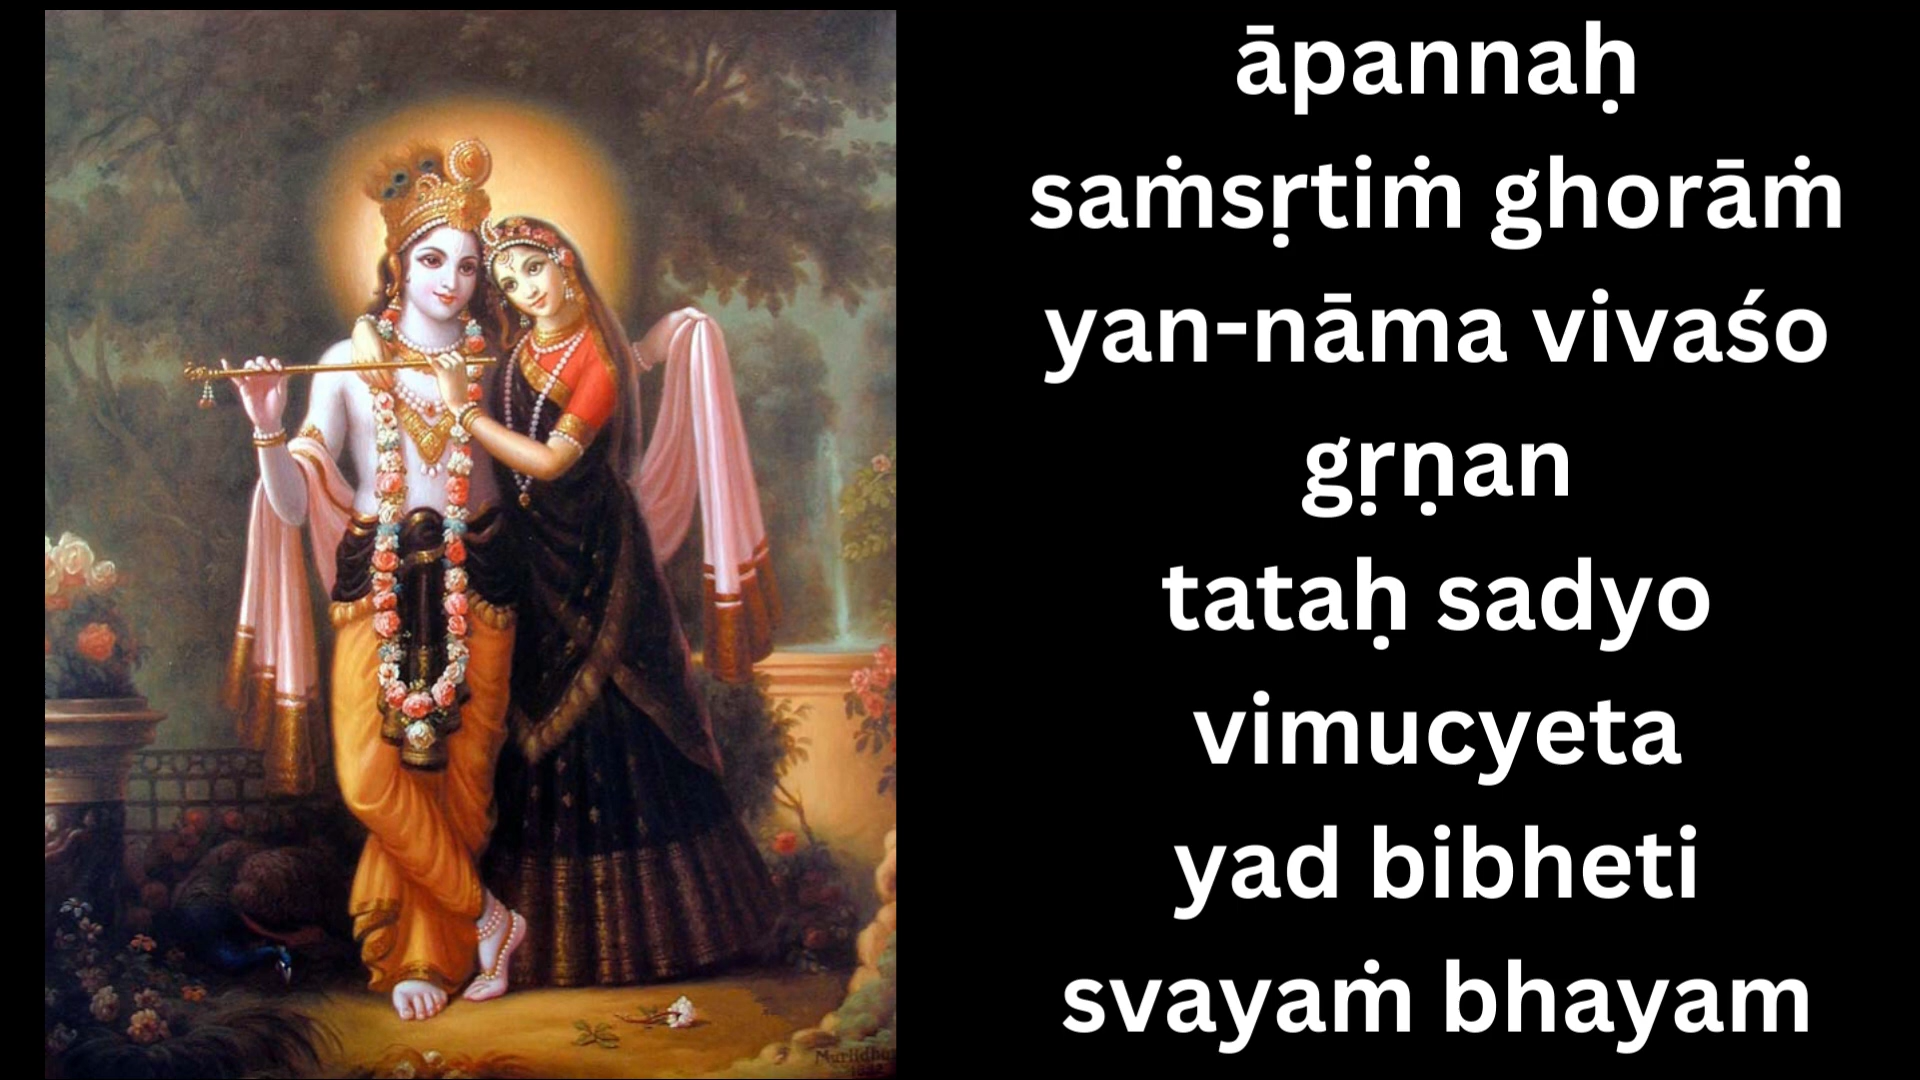 āpannaḥ
saṁsṛtiṁ ghorāṁ
yan-nāma vivaśo
gṛṇan
tataḥ sadyo
vimucyeta
yad bibheti
svayaṁ bhayam